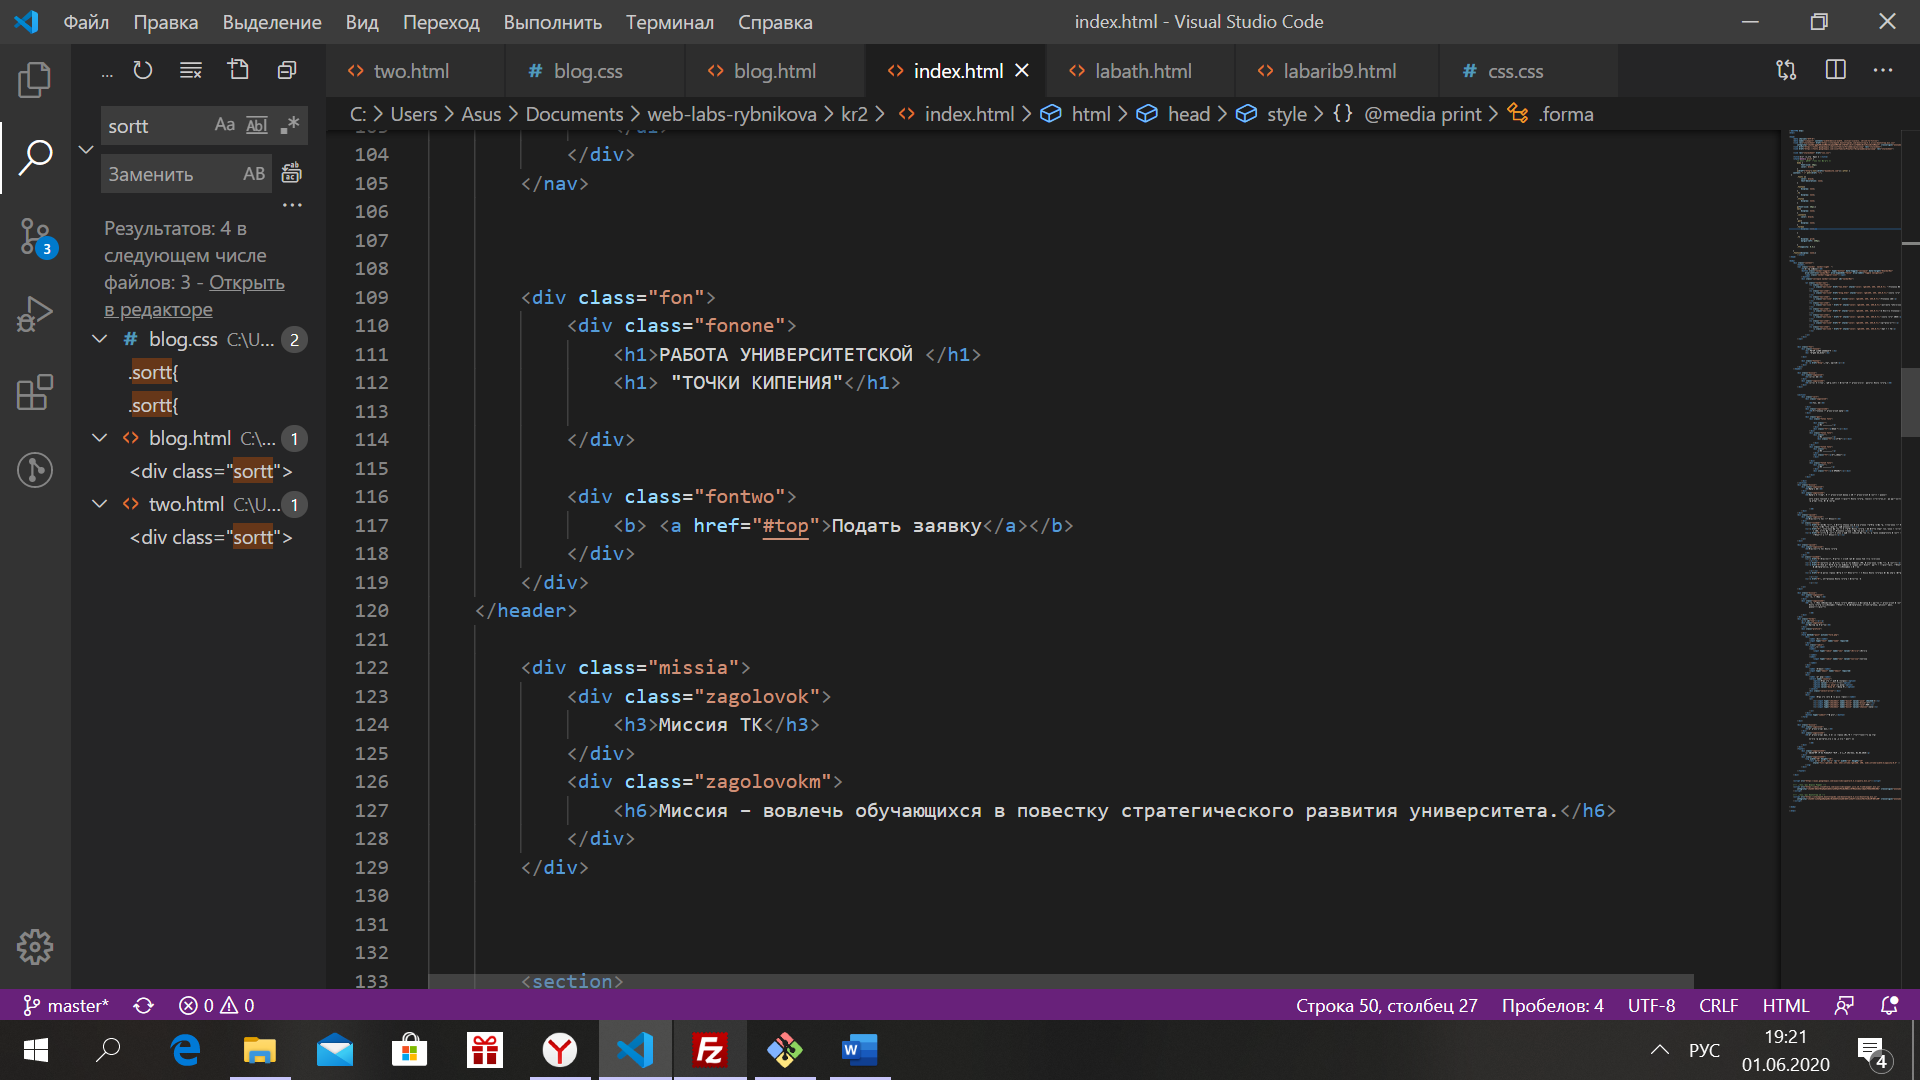 Файл Правка Выделение Вид Переход Выполнить Терминал Справка
index.html - Visual Studio Code
two.html
blog.css
blog.html
index.html
labath.html
labarib9.html
css.css
C: > Users > Asus > Documents > web-labs-rybnikova > kr2 > index.html > html > head > style > {} @media print > .forma
sortt
Aa Abl .*
Заменить
AB
Результатов: 4 в
следующем числе
файлов: 3 - Открыть
в редакторе
blog.css C:\U... 2
.sortt{
.sortt{
blog.html C:\... 1
<div class="sortt">
two.html C:\U... 1
<div class="sortt">
103 </div>
104 </div>
105 </nav>
106
107
108
109 <div class="fon">
110 <div class="fonone">
111 <h1>РАБОТА УНИВЕРСИТЕТСКОЙ </h1>
112 <h1> "ТОЧКИ КИПЕНИЯ"</h1>
113
114 </div>
115
116 <div class="fontwo">
117 <b> <a href="#top">Подать заявку</a></b>
118 </div>
119 </div>
120 </header>
121
122 <div class="missia">
123 <div class="zagolovok">
124 <h3>Миссия ТК</h3>
125 </div>
126 <div class="zagolovokm">
127 <h6>Миссия – вовлечь обучающихся в повестку стратегического развития университета.</h6>
128 </div>
129 </div>
130
131
132
133 <section>
3
master* 0 0
Строка 50, столбец 27 Пробелов: 4 UTF-8 CRLF HTML
РУС
19:21
01.06.2020
4